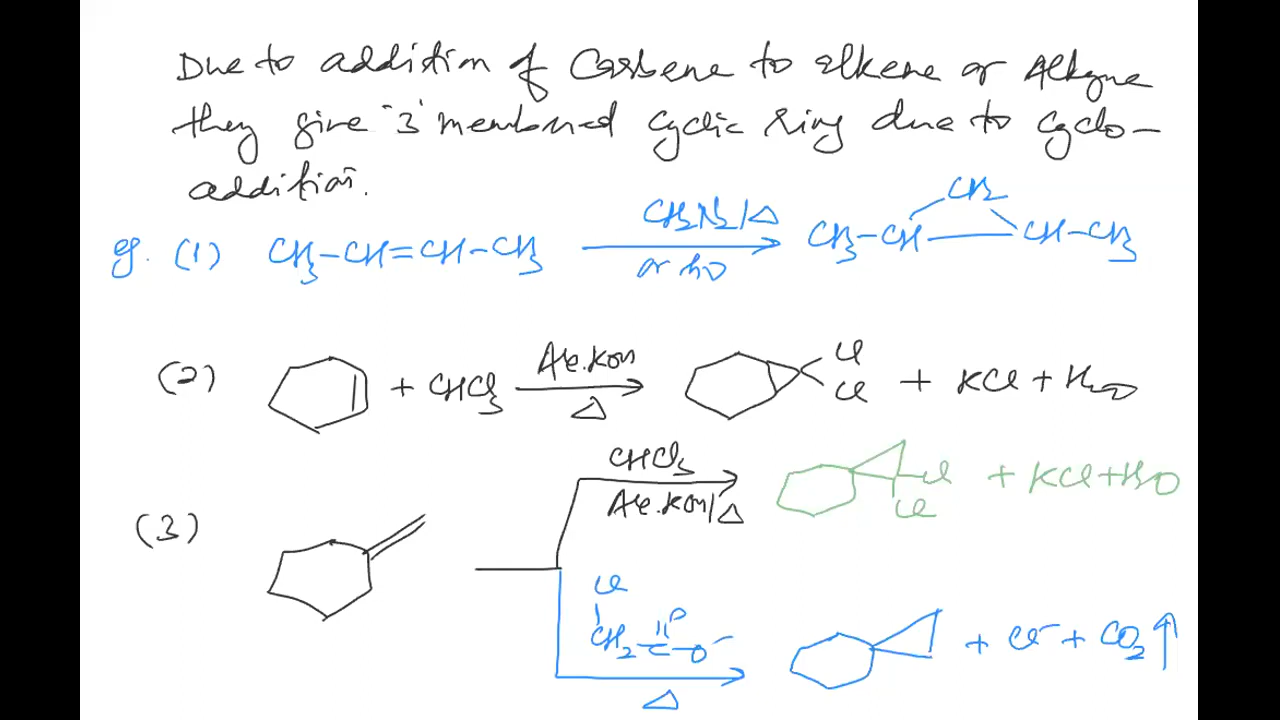 Due to addition of Carbene to alkene or Alkyne
they give '3' membered cyclic ring due to cyclo-
addition.
eg. (1) CH3-CH=CH-CH3 CH2N2/Δ or hν CH3-CH CH2 CH-CH3
(2) + CHCl3 Alc.KOH Δ Cl Cl + KCl + H2O
(3) CHCl3 Alc.KOH/Δ Cl Cl + KCl + H2O
Cl CH2-C-O- O Δ + Cl- + CO2↑